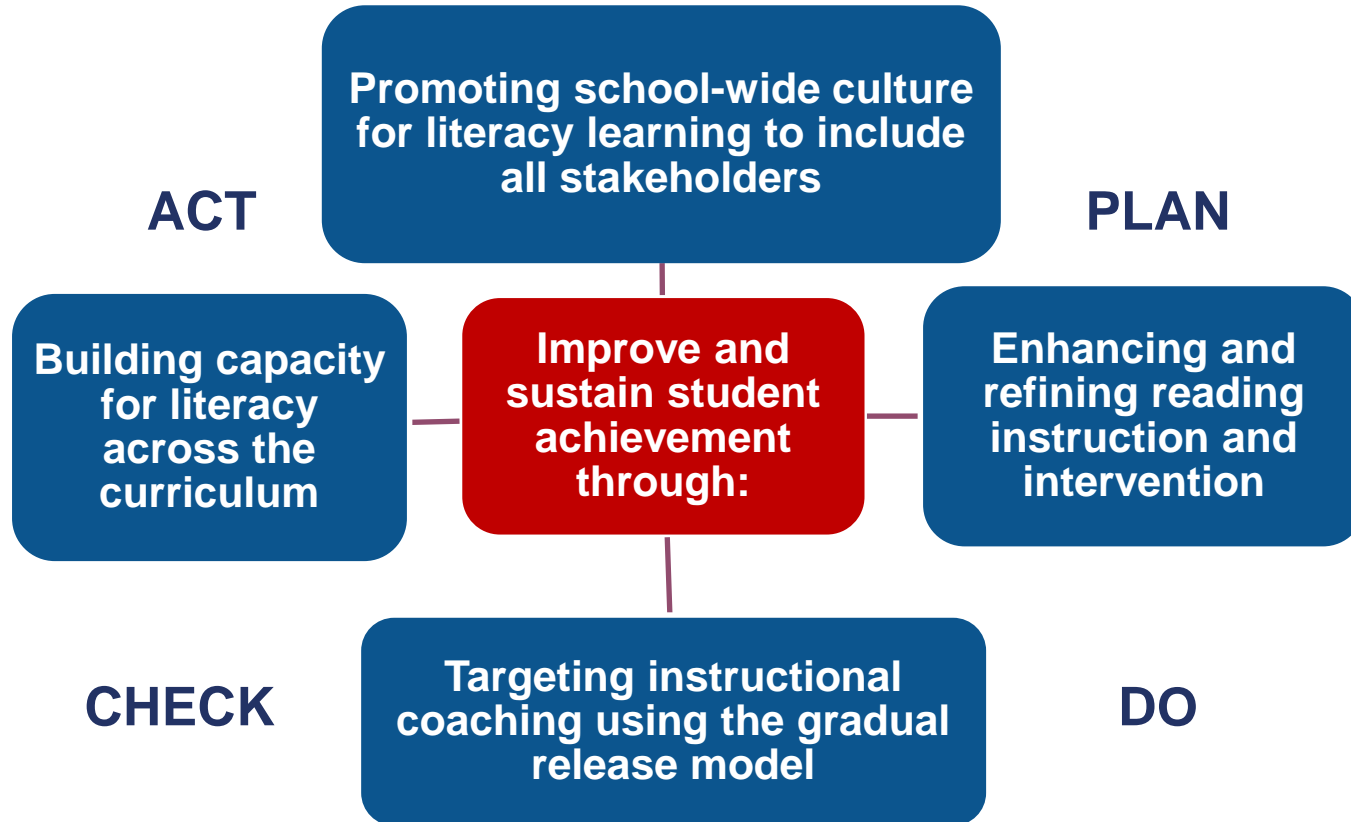 Promoting school-wide culture
for literacy learning to include
all stakeholders
ACT
PLAN
Building capacity
for literacy
across the
curriculum
Improve and
sustain student
achievement
through:
Enhancing and
refining reading
instruction and
intervention
CHECK
Targeting instructional
coaching using the gradual
release model
DO